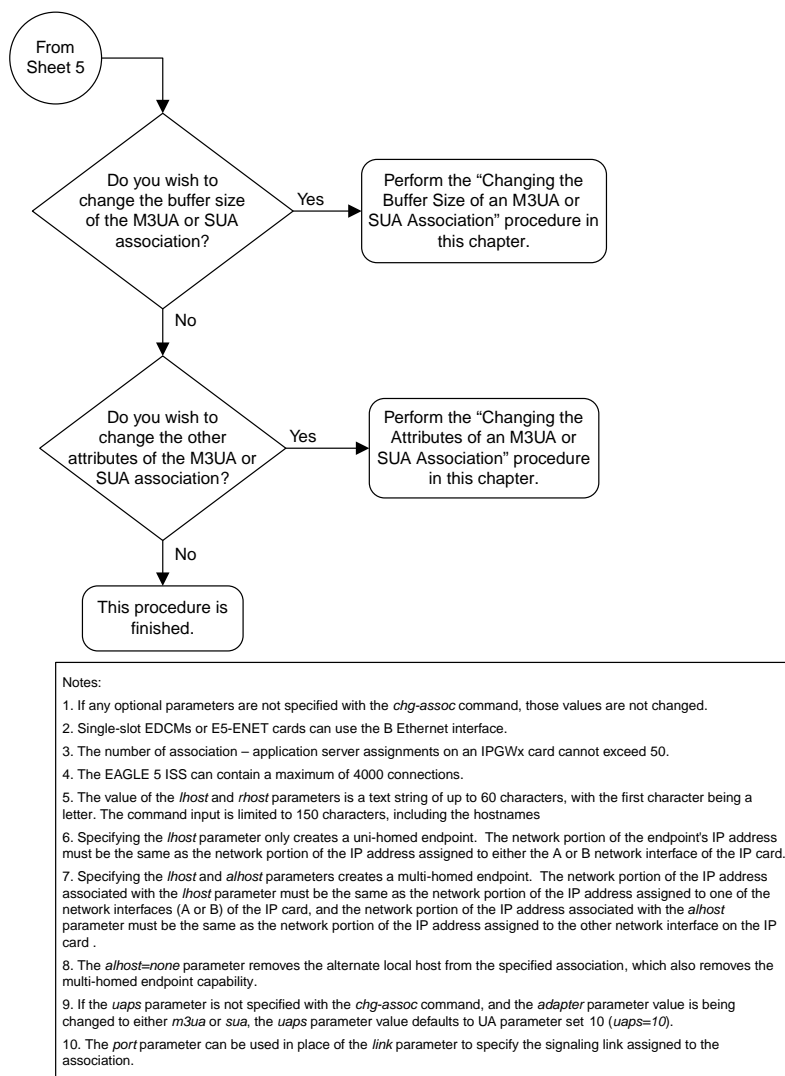 From
Sheet 5
Do you wish to
change the buffer size
of the M3UA or SUA
association?
Yes
Perform the “Changing the
Buffer Size of an M3UA or
SUA Association” procedure in
this chapter.
No
Do you wish to
change the other
attributes of the M3UA or
SUA association?
Yes
Perform the “Changing the
Attributes of an M3UA or
SUA Association” procedure
in this chapter.
No
This procedure is
finished.
Notes:
1. If any optional parameters are not specified with the chg-assoc command, those values are not changed.
2. Single-slot EDCMs or E5-ENET cards can use the B Ethernet interface.
3. The number of association – application server assignments on an IPGWx card cannot exceed 50.
4. The EAGLE 5 ISS can contain a maximum of 4000 connections.
5. The value of the lhost and rhost parameters is a text string of up to 60 characters, with the first character being a
letter. The command input is limited to 150 characters, including the hostnames
6. Specifying the lhost parameter only creates a uni-homed endpoint. The network portion of the endpoint's IP address
must be the same as the network portion of the IP address assigned to either the A or B network interface of the IP card.
7. Specifying the lhost and alhost parameters creates a multi-homed endpoint. The network portion of the IP address
associated with the lhost parameter must be the same as the network portion of the IP address assigned to one of the
network interfaces (A or B) of the IP card, and the network portion of the IP address associated with the alhost
parameter must be the same as the network portion of the IP address assigned to the other network interface on the IP
card .
8. The alhost=none parameter removes the alternate local host from the specified association, which also removes the
multi-homed endpoint capability.
9. If the uaps parameter is not specified with the chg-assoc command, and the adapter parameter value is being
changed to either m3ua or sua, the uaps parameter value defaults to UA parameter set 10 (uaps=10).
10. The port parameter can be used in place of the link parameter to specify the signaling link assigned to the
association.